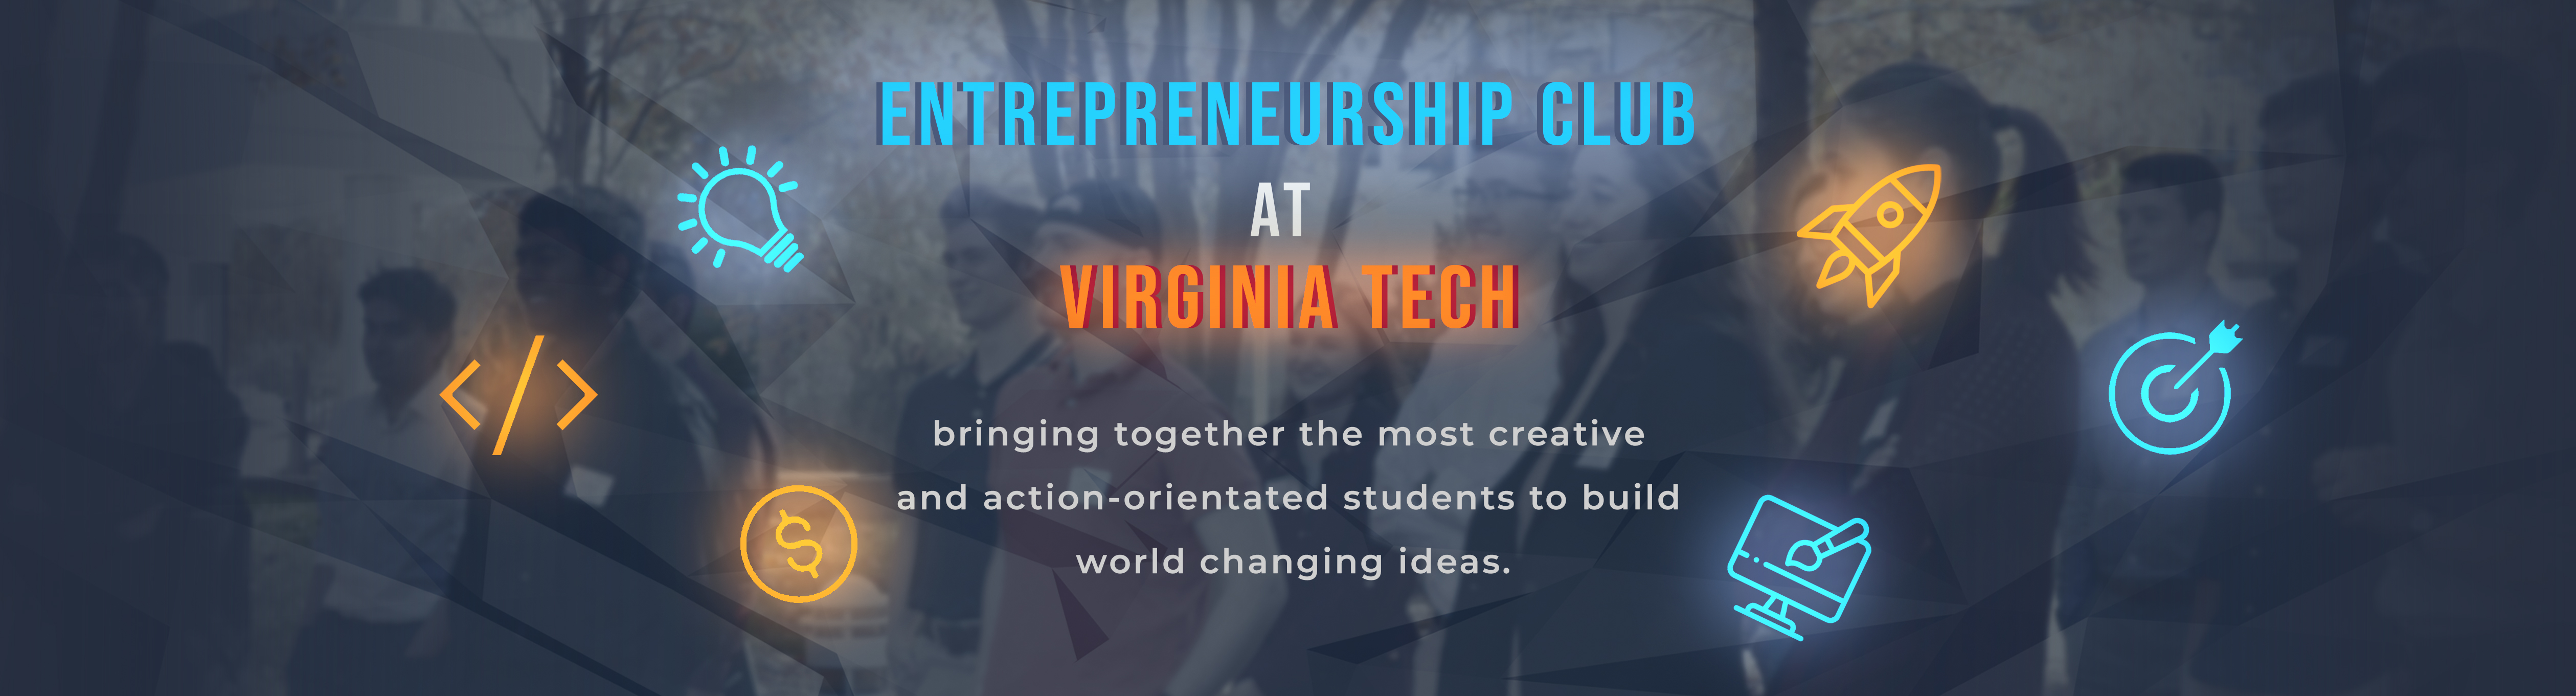 ENTREPRENEURSHIP CLUB
AT
VIRGINIA TECH
bringing together the most creative
and action-orientated students to build
world changing ideas.